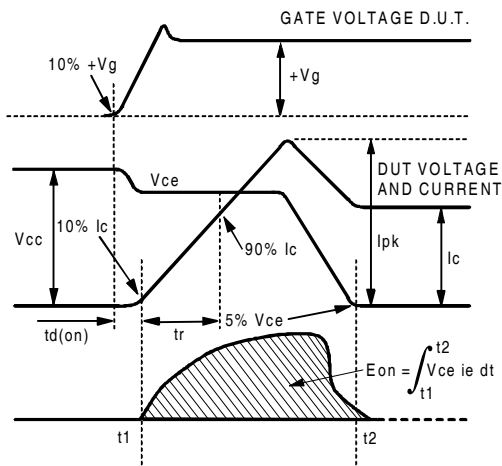 GATE VOLTAGE D.U.T.
10% +Vg
+Vg
Vce
DUT VOLTAGE
AND CURRENT
10% Ic
Vcc
90% Ic
Ipk
Ic
td(on)
tr
5% Vce
Eon = ∫ Vce ie dt
t2
t1
t1
t2